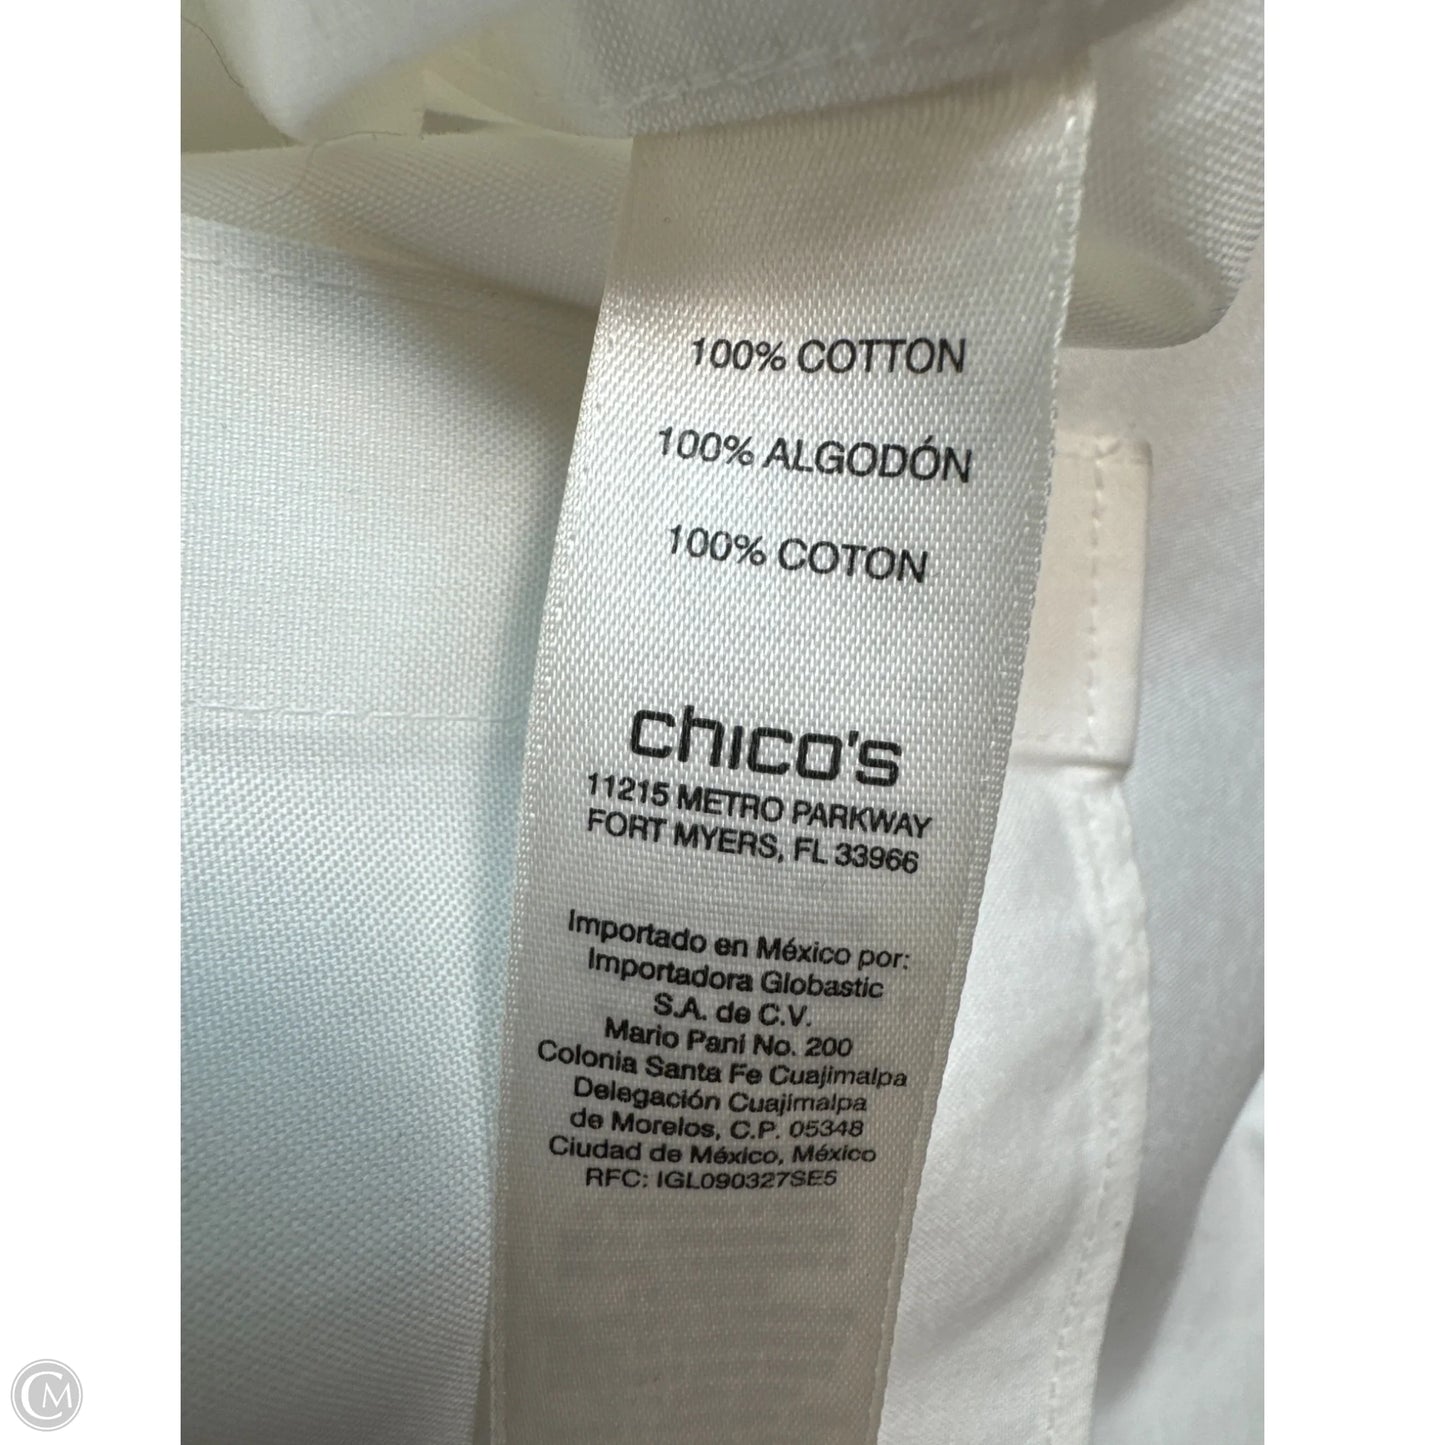 100% COTTON
100% ALGODÓN
100% COTON
chico's
11215 METRO PARKWAY
FORT MYERS, FL 33966
Importado en México por:
Importadora Globastic
S.A. de C.V.
Mario Pani No. 200
Colonia Santa Fe Cuajimalpa
Delegación Cuajimalpa
de Morelos, C.P. 05348
Ciudad de México, México
RFC: IGL090327SE5
CM